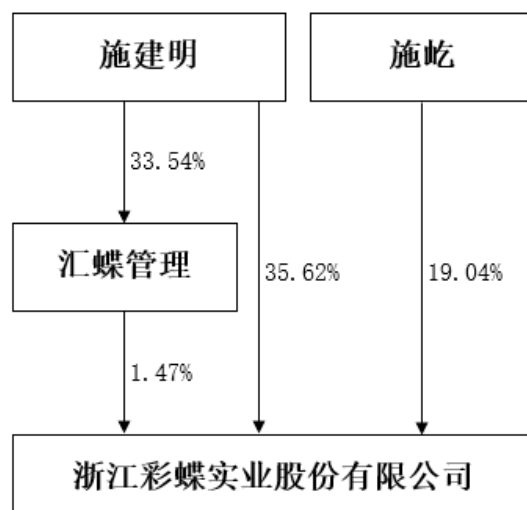 施建明
施屹
33.54%
汇蝶管理
35.62%
19.04%
1.47%
浙江彩蝶实业股份有限公司